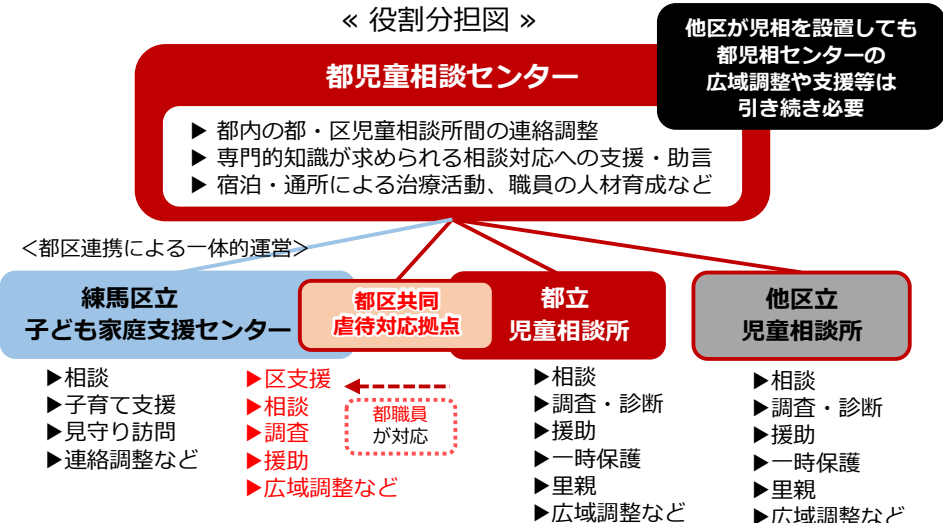 ≪ 役割分担図 ≫
他区が児相を設置しても
都児相センターの
広域調整や支援等は
引き続き必要
都児童相談センター
▶ 都内の都・区児童相談所間の連絡調整
▶ 専門的知識が求められる相談対応への支援・助言
▶ 宿泊・通所による治療活動、職員の人材育成など
＜都区連携による一体的運営＞
練馬区立
子ども家庭支援センター
都区共同
虐待対応拠点
都立
児童相談所
他区立
児童相談所
▶相談
▶子育て支援
▶見守り訪問
▶連絡調整など
▶区支援
▶相談
▶調査
▶援助
▶広域調整など
都職員
が対応
▶相談
▶調査・診断
▶援助
▶一時保護
▶里親
▶広域調整など
▶相談
▶調査・診断
▶援助
▶一時保護
▶里親
▶広域調整など